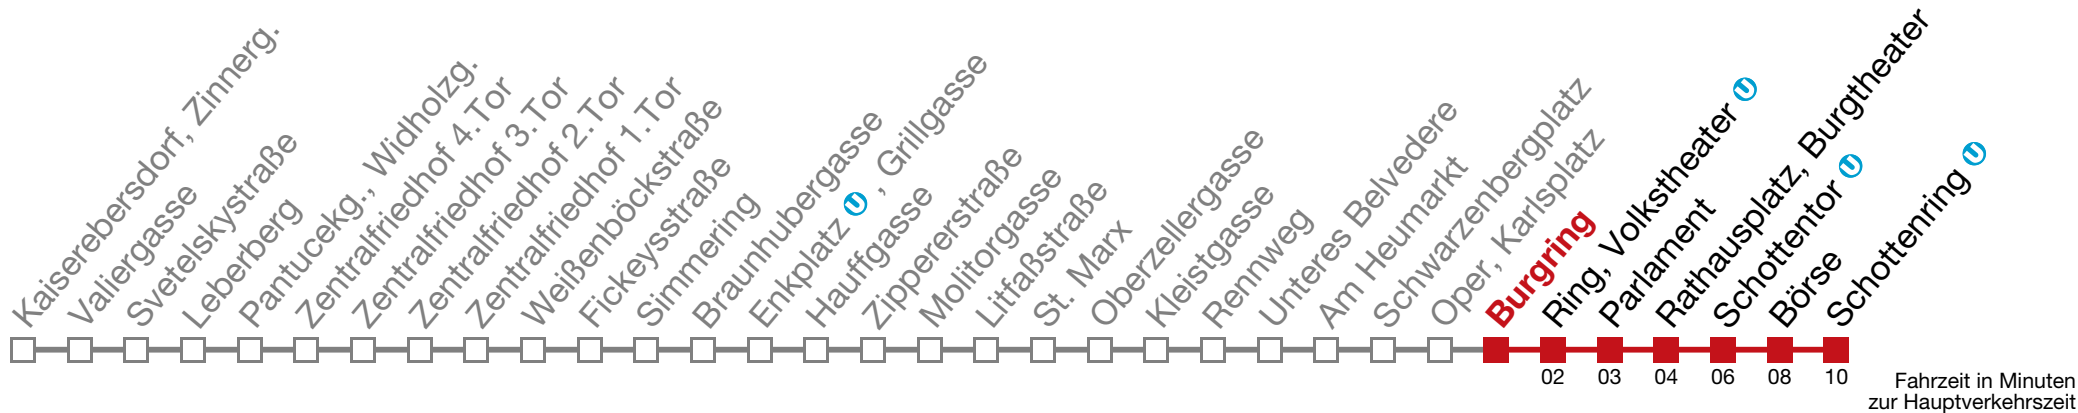 Kaiserebersdorf, Zinnerg.
Valiergasse
Svetelskystraße
Leberberg
Pantucekg., Widholzg.
Zentralfriedhof 4.Tor
Zentralfriedhof 3.Tor
Zentralfriedhof 2.Tor
Zentralfriedhof 1.Tor
Weißenböckstraße
Fickeysstraße
Simmering
Braunhubergasse
Enkplatz U, Grillgasse
Hauffgasse
Zippererstraße
Molitorgasse
Litfaßstraße
St. Marx
Oberzellergasse
Kleistgasse
Rennweg
Unteres Belvedere
Am Heumarkt
Schwarzenbergplatz
Oper, Karlsplatz
Burgring
Ring, Volkstheater U
Parlament
Rathausplatz, Burgtheater
Schottentor U
Börse
Schottenring U
02 03 04 06 08 10
Fahrzeit in Minuten
zur Hauptverkehrszeit